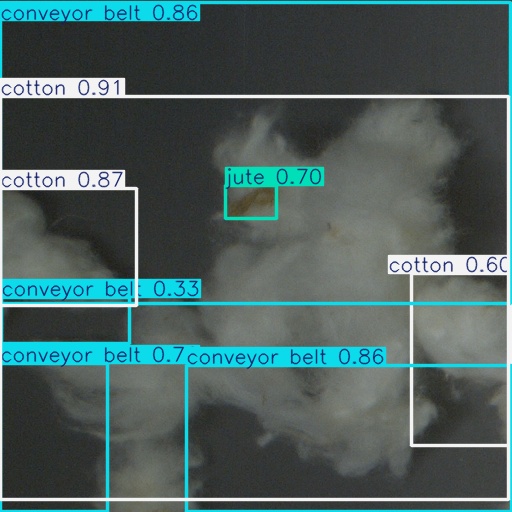 conveyor belt 0.86
cotton 0.91
jute 0.70
cotton 0.87
cotton 0.60
conveyor belt 0.33
conveyor belt 0.7
conveyor belt 0.86